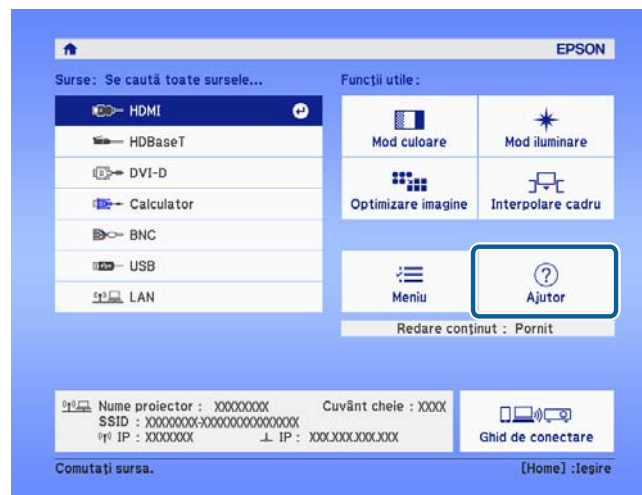 EPSON
Surse: Se caută toate sursele...
HDMI
HDBaseT
DVI-D
Calculator
BNC
USB
LAN
Funcții utile:
Mod culoare
Mod iluminare
Optimizare imagine
Interpolare cadru
Meniu
Ajutor
Redare conținut : Pornit
Nume proiector : XXXXXXXX
Cuvânt cheie : XXXX
SSID : XXXXXXXX-XXXXXXXXXXXXXXXX
IP : XXXXXXX
IP : XXX.XXX.XXX.XXX
Ghid de conectare
Comutați sursa.
[Home] :Ieșire